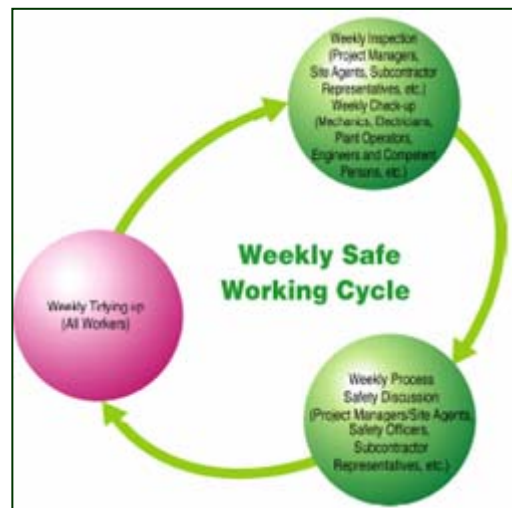 Weekly Inspection
(Project Managers,
Site Agents, Subcontractor
Representatives, etc.)
Weekly Check-up
(Mechanics, Electricians,
Plant Operators,
Engineers and Competent
Persons, etc.)
Weekly Safe
Working Cycle
Weekly Tidying up
(All Workers)
Weekly Process
Safety Discussion
(Project Managers/Site Agents,
Safety Officers,
Subcontractor
Representatives, etc.)